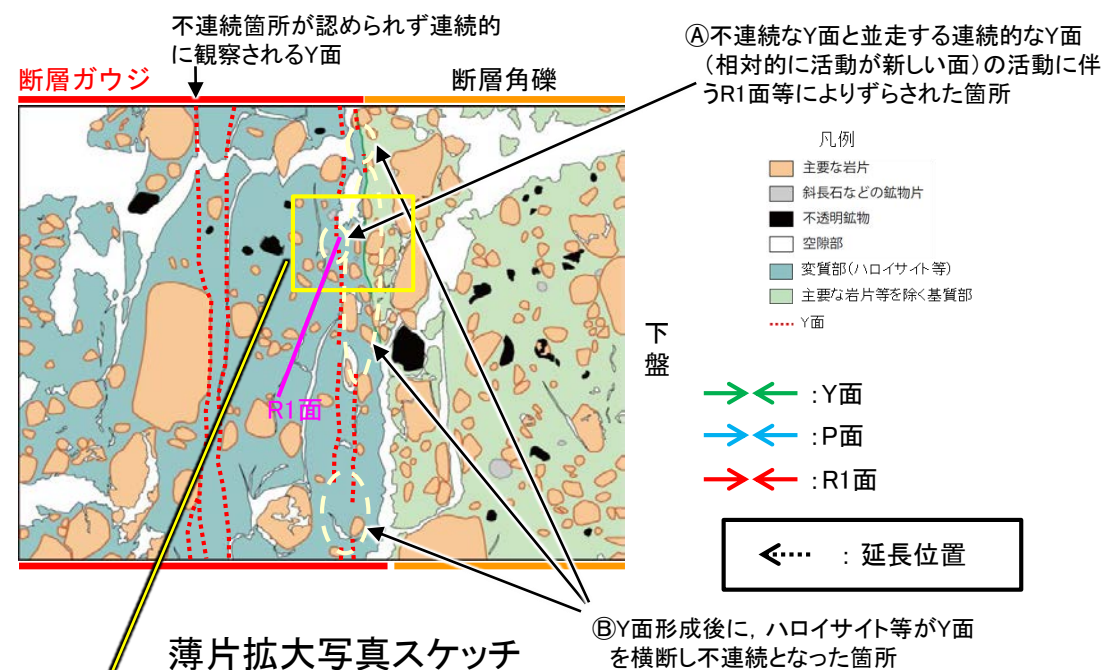 不連続箇所が認められず連続的
に観察されるY面
断層ガウジ
断層角礫
Ⓐ不連続なY面と並走する連続的なY面
（相対的に活動が新しい面）の活動に伴
うR1面等によりずらされた箇所
凡例
主要な岩片
斜長石などの鉱物片
不透明鉱物
空隙部
変質部(ハロイサイト等)
主要な岩片等を除く基質部
Y面
下
盤
R1面
:Y面
:P面
:R1面
: 延長位置
ⒷY面形成後に，ハロイサイト等がY面
を横断し不連続となった箇所
薄片拡大写真スケッチ